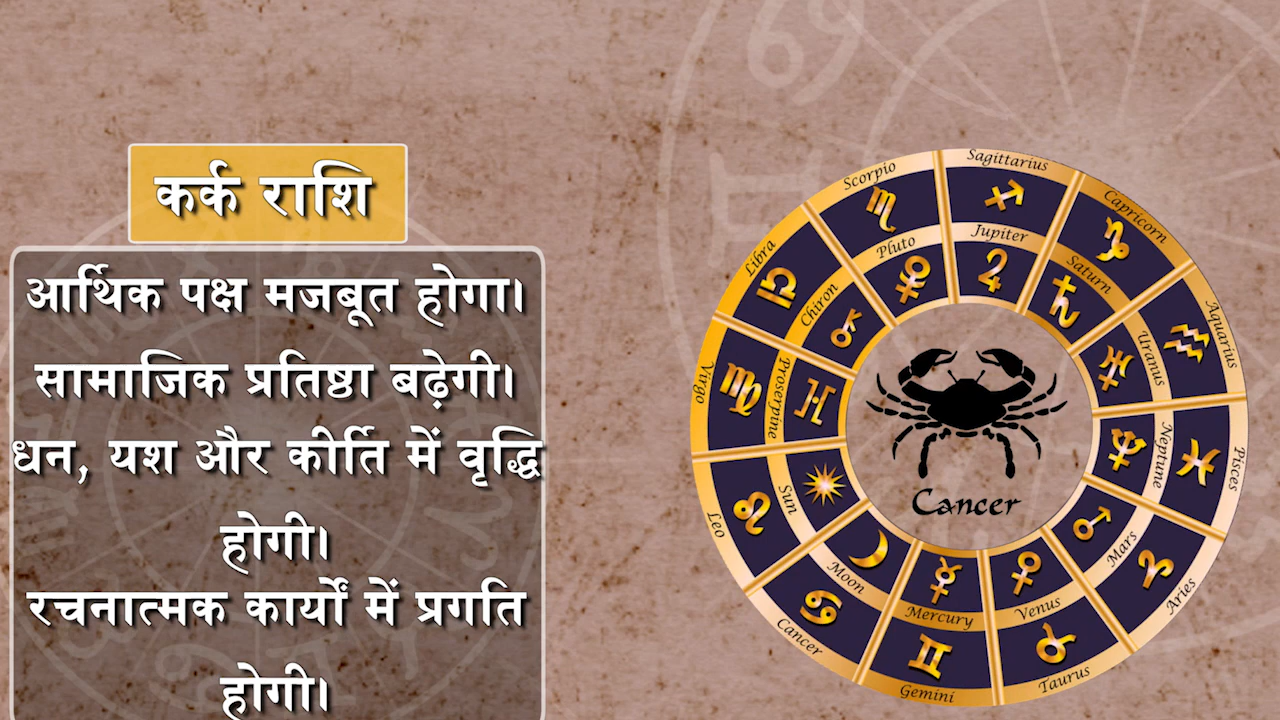 कर्क राशि
आर्थिक पक्ष मजबूत होगा।
सामाजिक प्रतिष्ठा बढ़ेगी।
धन, यश और कीर्ति में वृद्धि
होगी।
रचनात्मक कार्यों में प्रगति
होगी।
Sagittarius
Capricorn
Aquarius
Pisces
Aries
Taurus
Gemini
Cancer
Leo
Virgo
Libra
Scorpio
Jupiter
Saturn
Uranus
Neptune
Mars
Venus
Mercury
Moon
Sun
Proserpine
Chiron
Pluto
Cancer